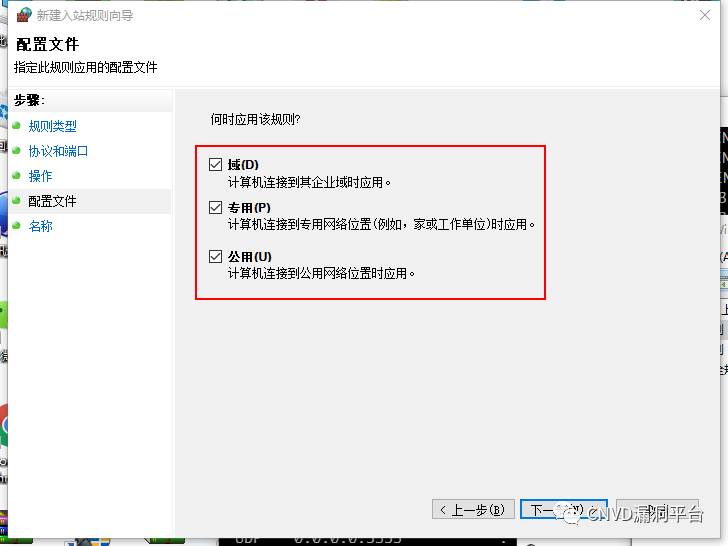 新建入站规则向导
配置文件
指定此规则应用的配置文件
步骤:
规则类型
协议和端口
操作
配置文件
名称
何时应用该规则?
域(D)
计算机连接到其企业域时应用。
专用(P)
计算机连接到专用网络位置(例如，家或工作单位)时应用。
公用(U)
计算机连接到公用网络位置时应用。
< 上一步(B)
下一
CNVD漏洞平台
UDP 0.0.0.0:5355